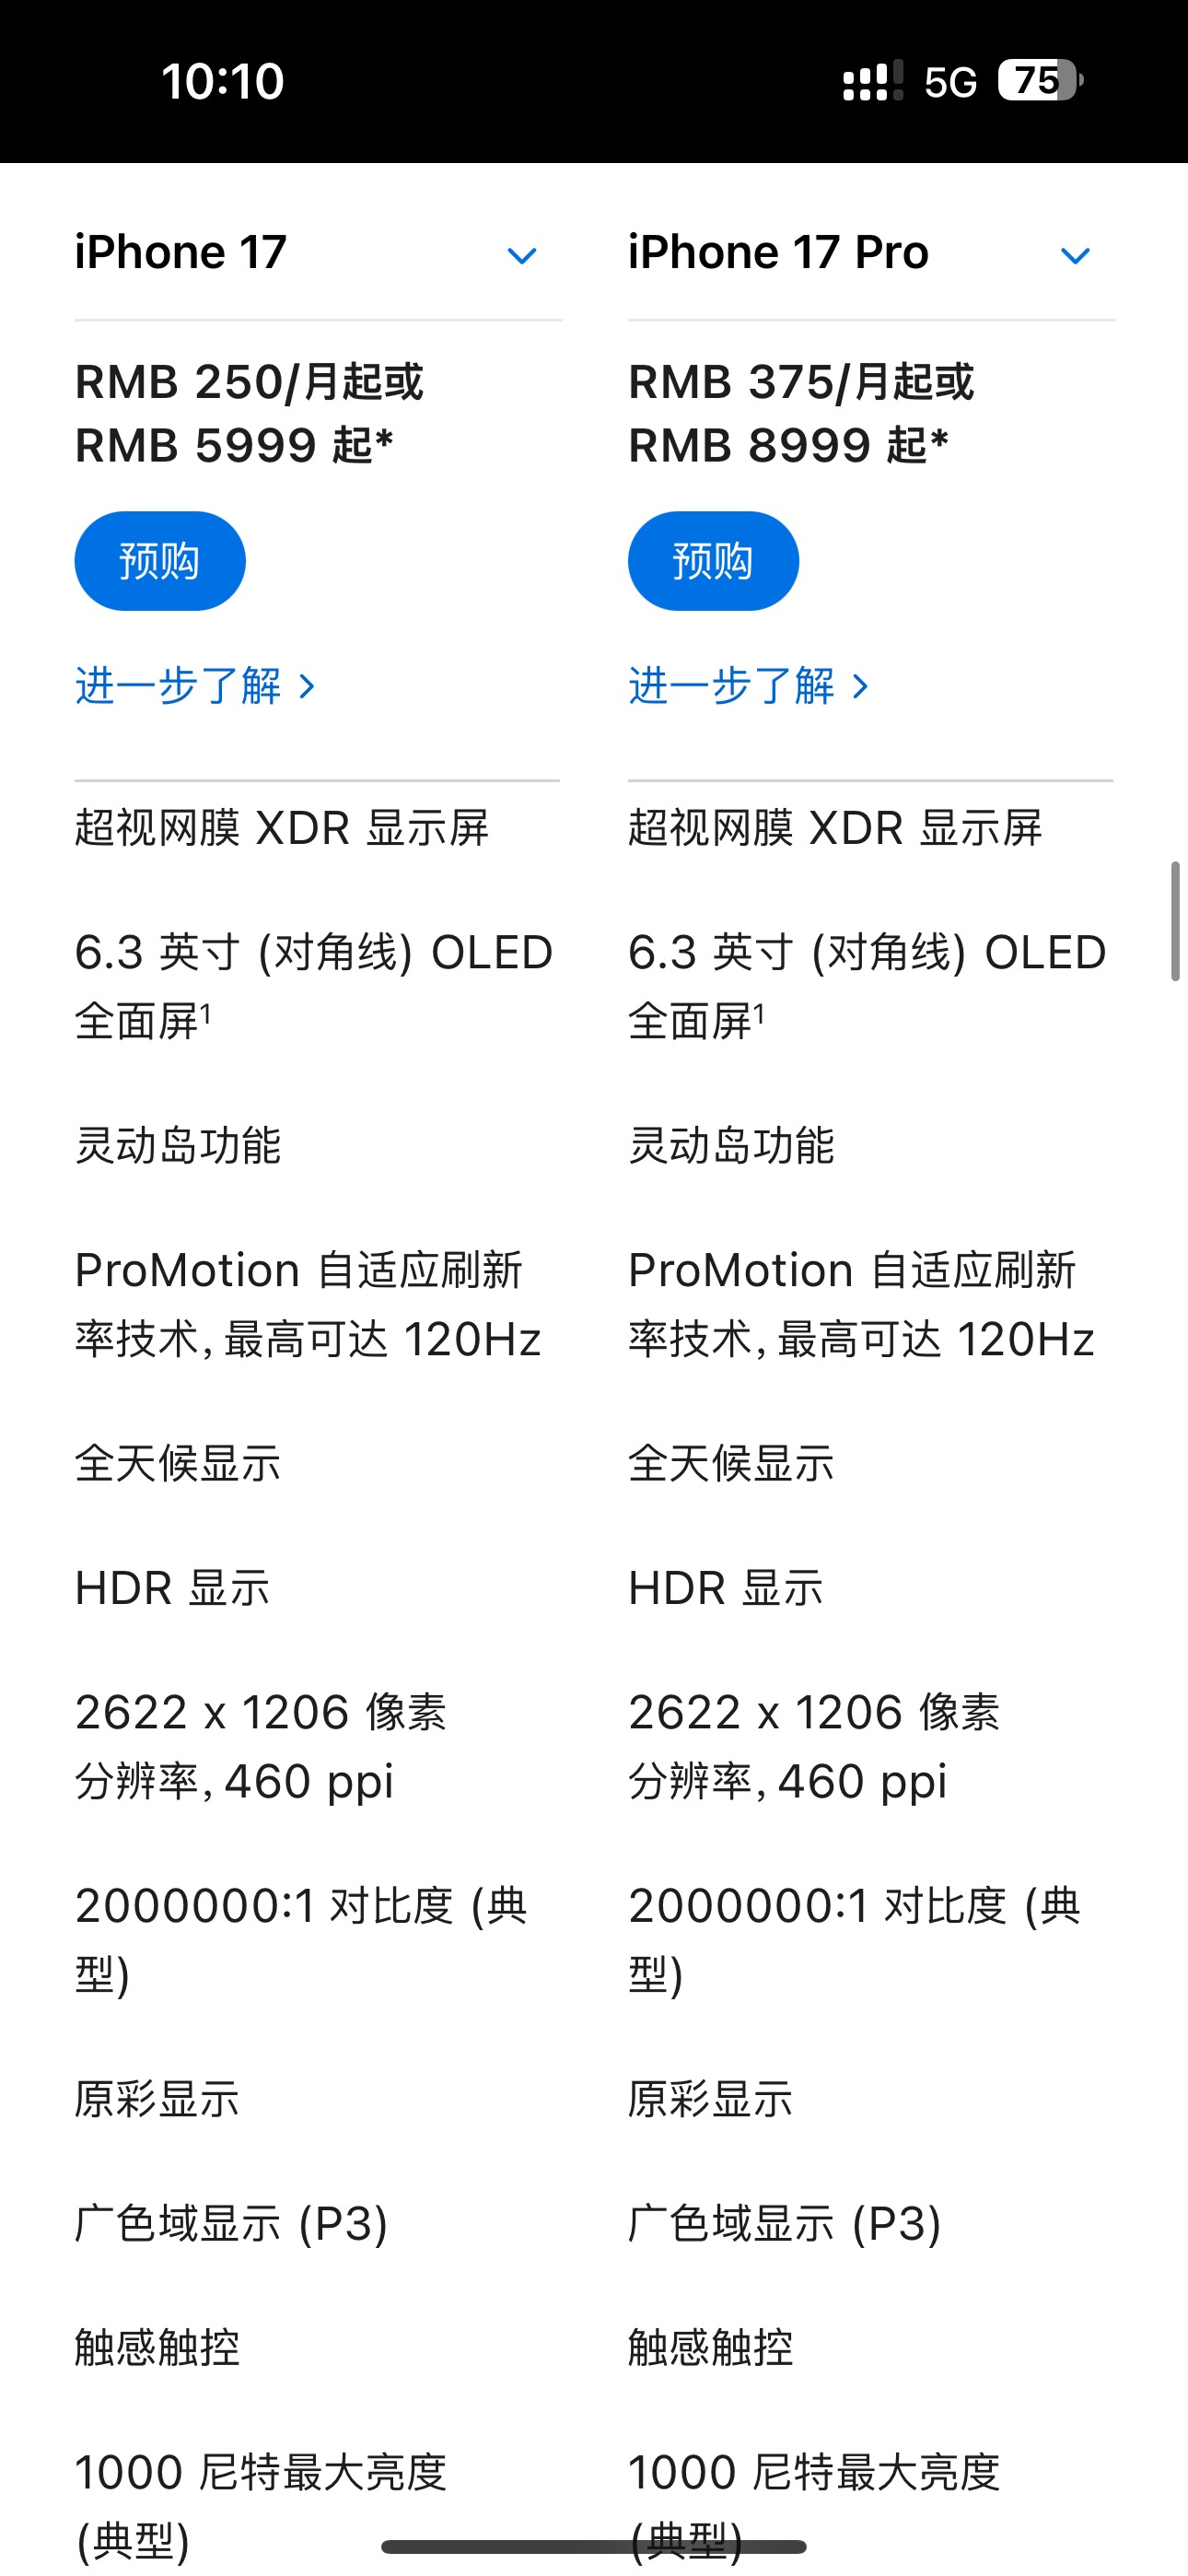 10:10
5G
75
iPhone 17
iPhone 17 Pro
RMB 250/月起或
RMB 5999 起*
RMB 375/月起或
RMB 8999 起*
预购
预购
进一步了解 >
进一步了解 >
超视网膜 XDR 显示屏
超视网膜 XDR 显示屏
6.3 英寸 (对角线) OLED
全面屏¹
6.3 英寸 (对角线) OLED
全面屏¹
灵动岛功能
灵动岛功能
ProMotion 自适应刷新
率技术, 最高可达 120Hz
ProMotion 自适应刷新
率技术, 最高可达 120Hz
全天候显示
全天候显示
HDR 显示
HDR 显示
2622 x 1206 像素
分辨率, 460 ppi
2622 x 1206 像素
分辨率, 460 ppi
2000000:1 对比度 (典
型)
2000000:1 对比度 (典
型)
原彩显示
原彩显示
广色域显示 (P3)
广色域显示 (P3)
触感触控
触感触控
1000 尼特最大亮度
(典型)
1000 尼特最大亮度
(典型)